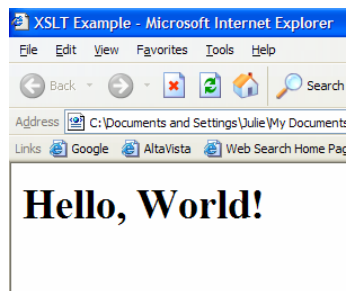 XSLT Example - Microsoft Internet Explorer
File Edit View Favorites Tools Help
Back Search
Address C:\Documents and Settings\Julie\My Documents
Links Google AltaVista Web Search Home Pag
Hello, World!